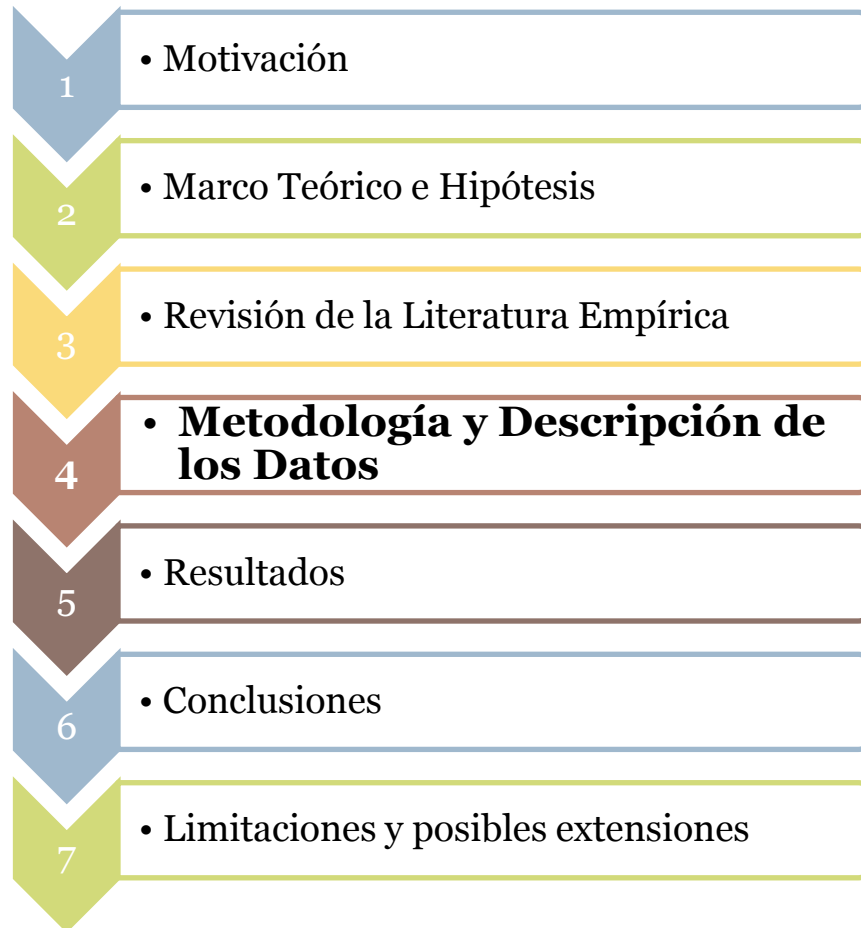 1
• Motivación
2
• Marco Teórico e Hipótesis
3
• Revisión de la Literatura Empírica
4
• Metodología y Descripción de
los Datos
5
• Resultados
6
• Conclusiones
7
• Limitaciones y posibles extensiones